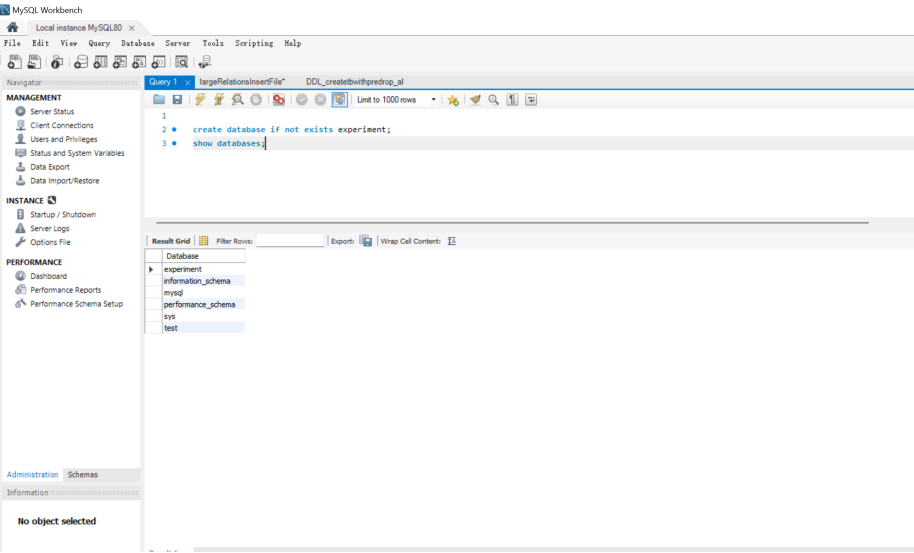 MySQL Workbench
Local instance MySQL80 ×
File Edit View Query Database Server Tools Scripting Help
Navigator
MANAGEMENT
Server Status
Client Connections
Users and Privileges
Status and System Variables
Data Export
Data Import/Restore
INSTANCE
Startup / Shutdown
Server Logs
Options File
PERFORMANCE
Dashboard
Performance Reports
Performance Schema Setup
Administration Schemas
Information
No object selected
Query 1 × largeRelationsInsertFile* DDL_createtbwithpredrop_al
Limit to 1000 rows
1
2 create database if not exists experiment;
3 show databases;
Result Grid Filter Rows: Export: Wrap Cell Content:
Database
experiment
information_schema
mysql
performance_schema
sys
test